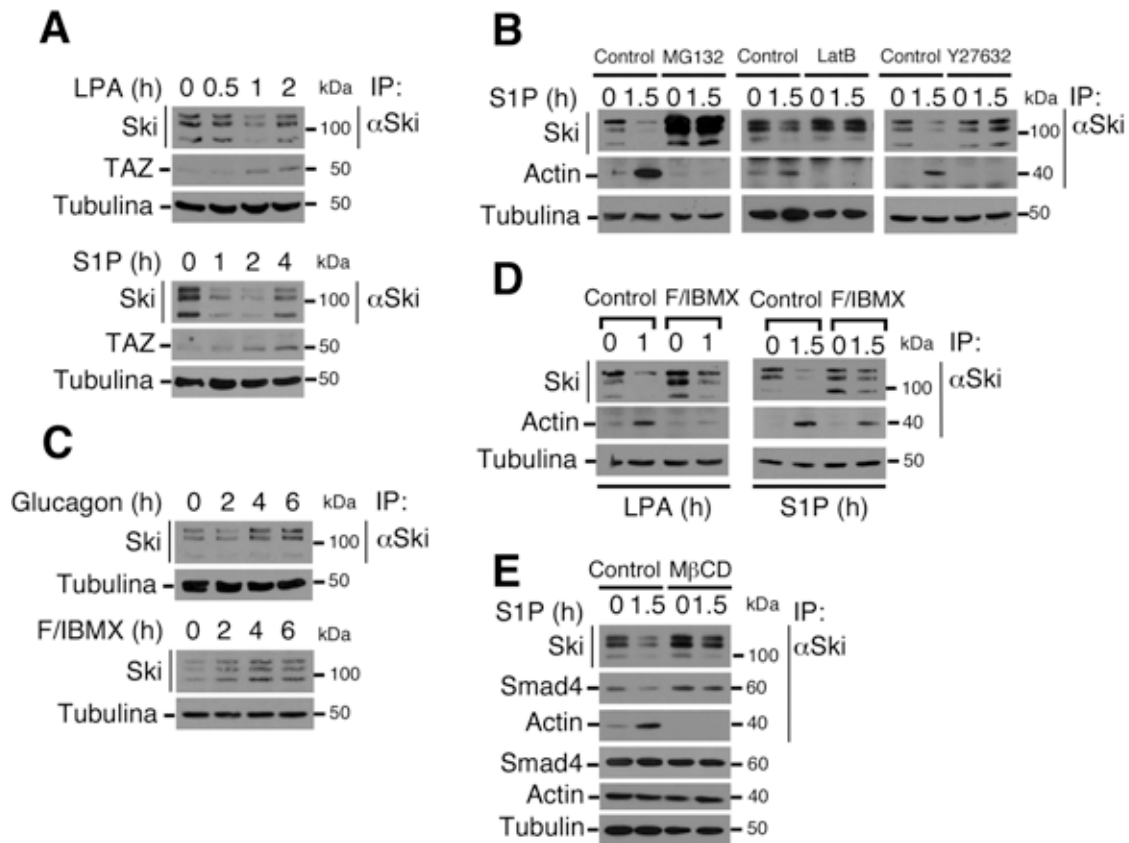 A
LPA (h) 0 0.5 1 2 kDa IP:
Ski 100 αSki
TAZ 50
Tubulina 50
S1P (h) 0 1 2 4 kDa
Ski 100 αSki
TAZ 50
Tubulina 50
B
Control MG132 Control LatB Control Y27632
S1P (h) 0 1.5 0 1.5 0 1.5 0 1.5 0 1.5 0 1.5 kDa IP:
Ski 100 αSki
Actin 40
Tubulina 50
C
Glucagon (h) 0 2 4 6 kDa IP:
Ski 100 αSki
Tubulina 50
F/IBMX (h) 0 2 4 6 kDa
Ski 100
Tubulina 50
D
Control F/IBMX Control F/IBMX
0 1 0 1 0 1.5 0 1.5 kDa IP:
Ski 100 αSki
Actin 40
Tubulina 50
LPA (h) S1P (h)
E
Control MβCD
S1P (h) 0 1.5 0 1.5 kDa IP:
Ski 100 αSki
Smad4 60
Actin 40
Smad4 60
Actin 40
Tubulin 50